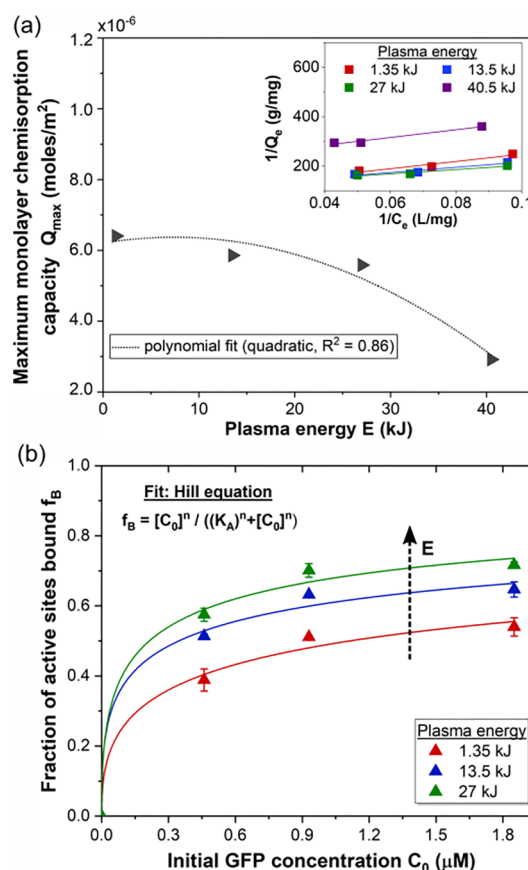 (a)
×10⁻⁶
1.2
1.0
8.0
6.0
4.0
2.0
Maximum monolayer chemisorption
capacity Qmax (moles/m²)
0
10
20
30
40
Plasma energy E (kJ)
polynomial fit (quadratic, R² = 0.86)
Plasma energy
1.35 kJ
13.5 kJ
27 kJ
40.5 kJ
1/Qe (g/mg)
600
400
200
0.04
0.06
0.08
0.1
1/Ce (L/mg)
(b)
1.0
0.8
0.6
0.4
0.2
0.0
Fraction of active sites bound fB
Fit: Hill equation
fB = [C0]ⁿ / ((KA)ⁿ+[C0]ⁿ)
E
Plasma energy
1.35 kJ
13.5 kJ
27 kJ
0.0
0.3
0.6
0.9
1.2
1.5
1.8
Initial GFP concentration C0 (μM)